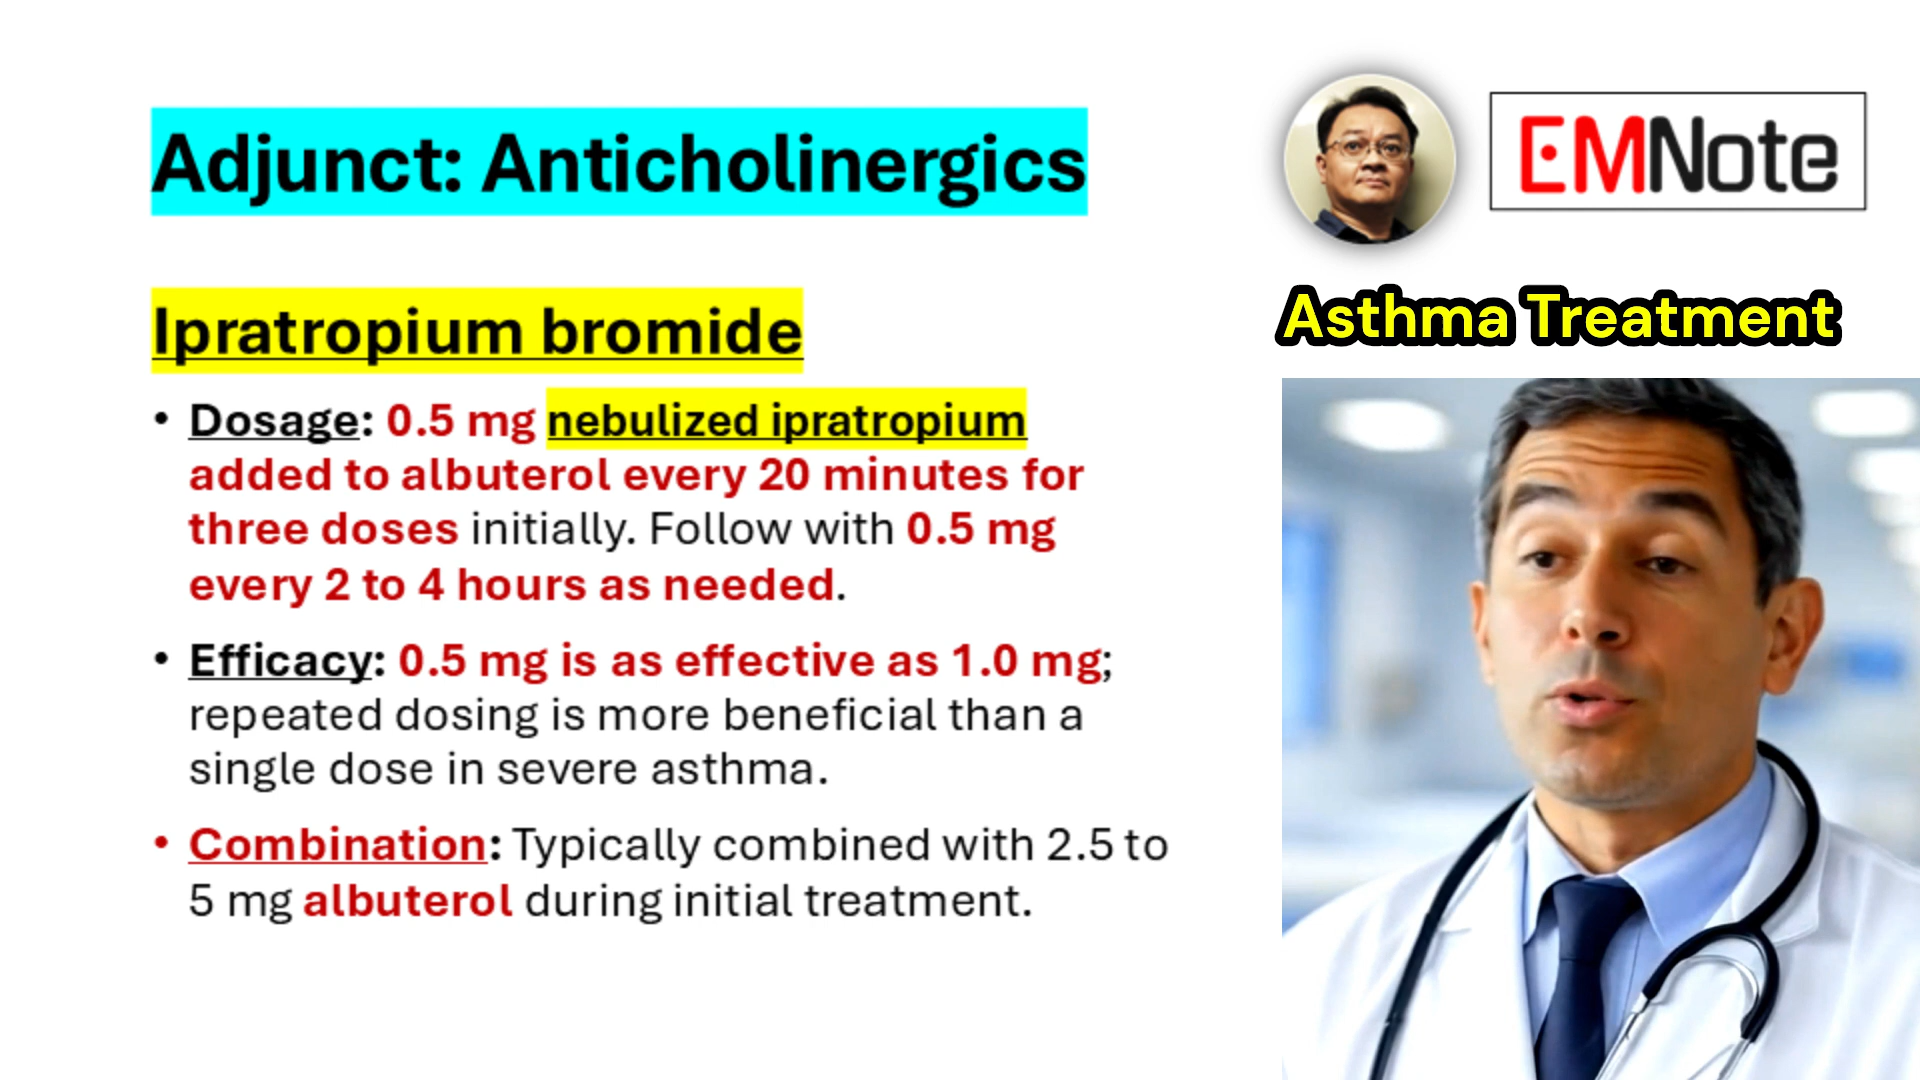 Adjunct: Anticholinergics
EMNote
Asthma Treatment
Ipratropium bromide
• Dosage: 0.5 mg nebulized ipratropium
added to albuterol every 20 minutes for
three doses initially. Follow with 0.5 mg
every 2 to 4 hours as needed.
• Efficacy: 0.5 mg is as effective as 1.0 mg;
repeated dosing is more beneficial than a
single dose in severe asthma.
• Combination: Typically combined with 2.5 to
5 mg albuterol during initial treatment.